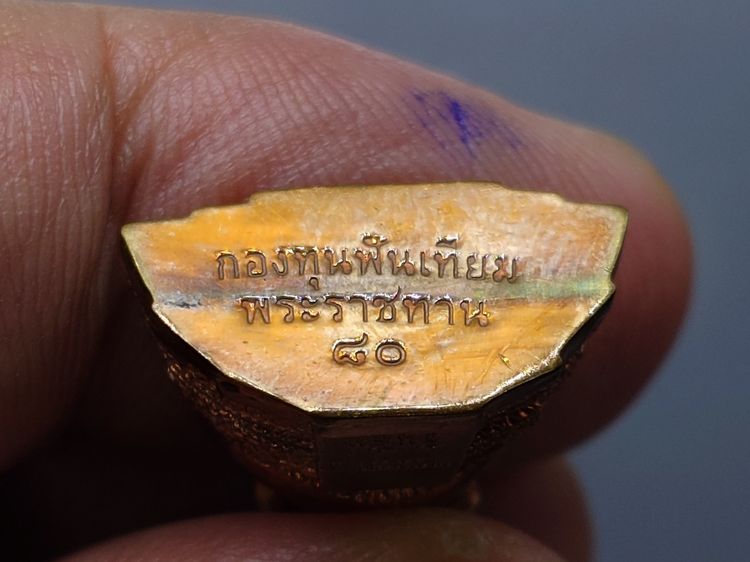 กองทุนฟันเทียม
พระราชทาน
๘๐